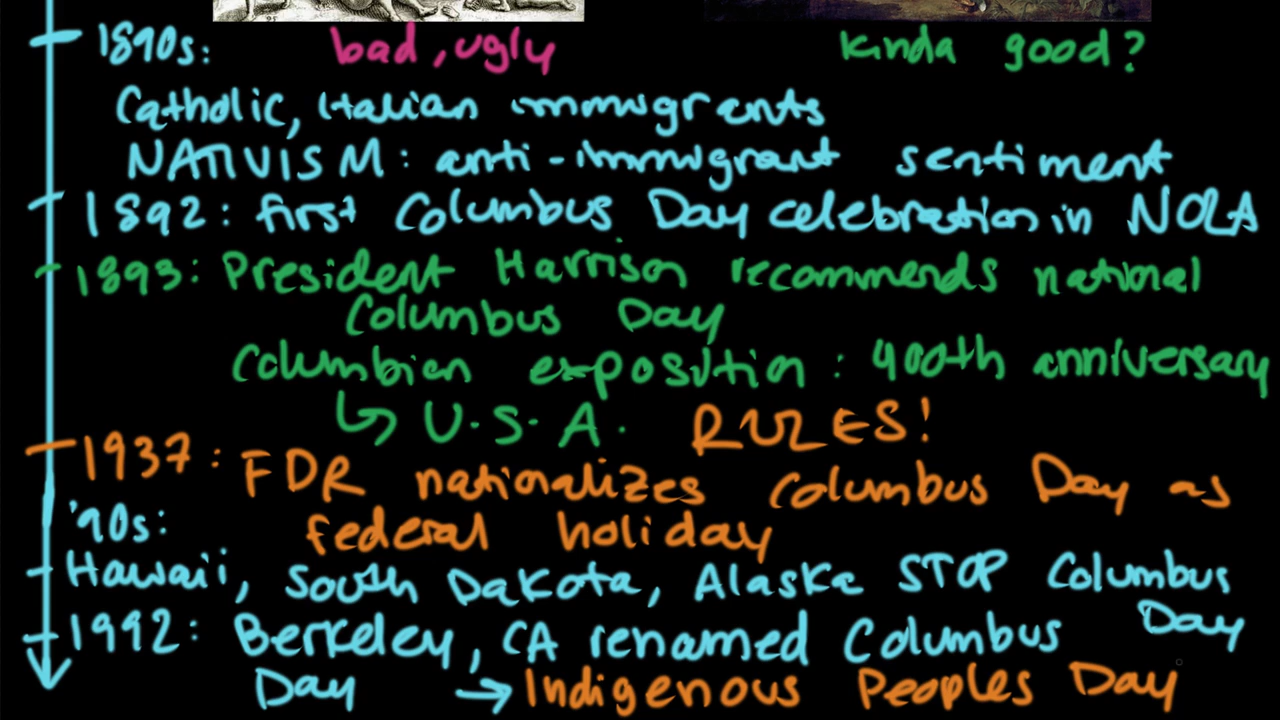 1890s: bad, ugly kinda good?
Catholic, Italian immigrants
NATIVISM: anti-immigrant sentiment
1892: first Columbus Day celebration in NOLA
1893: President Harrison recommends national
Columbus Day
Columbian exposition: 400th anniversary
↳ U.S.A. RULES!
1937: FDR nationalizes Columbus Day as
federal holiday
'90s:
Hawaii, South Dakota, Alaska STOP Columbus
Day
1992: Berkeley, CA renamed Columbus
Day → Indigenous Peoples Day